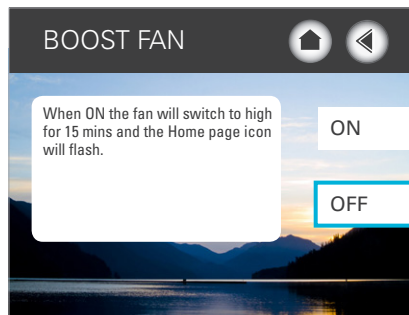 BOOST FAN
When ON the fan will switch to high
for 15 mins and the Home page icon
will flash.
ON
OFF